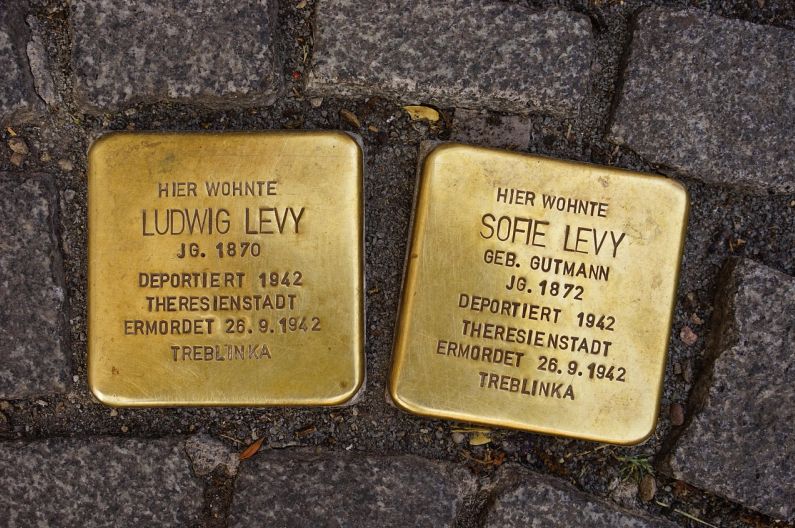 HIER WOHNTE
LUDWIG LEVY
JG. 1870
DEPORTIERT 1942
THERESIENSTADT
ERMORDET 26.9.1942
TREBLINKA
HIER WOHNTE
SOFIE LEVY
GEB. GUTMANN
JG. 1872
DEPORTIERT 1942
THERESIENSTADT
ERMORDET 26.9.1942
TREBLINKA